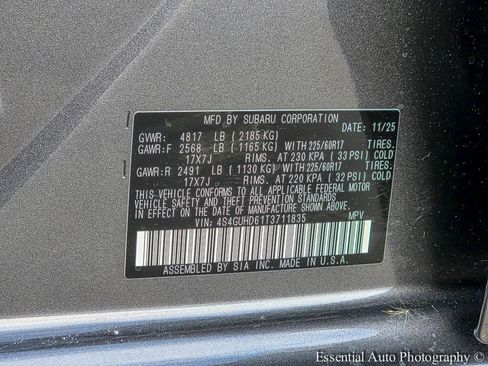 MFD BY SUBARU CORPORATION
DATE: 11/25
GVWR: 4817 LB ( 2185 KG)
GAWR:F 2568 LB ( 1165 KG) WITH 225/60R17 TIRES.
17X7J RIMS. AT 230 KPA ( 33 PSI) COLD
GAWR:R 2491 LB ( 1130 KG) WITH 225/60R17 TIRES.
17X7J RIMS. AT 220 KPA ( 32 PSI) COLD
THIS VEHICLE CONFORMS TO ALL APPLICABLE FEDERAL MOTOR
VEHICLE SAFETY AND THEFT PREVENTION STANDARDS
IN EFFECT ON THE DATE OF MANUFACTURE SHOWN ABOVE.
VIN: 4S4GUHD61T3711835 MPV
ASSEMBLED BY SIA INC. MADE IN U.S.A.
Essential Auto Photography ©